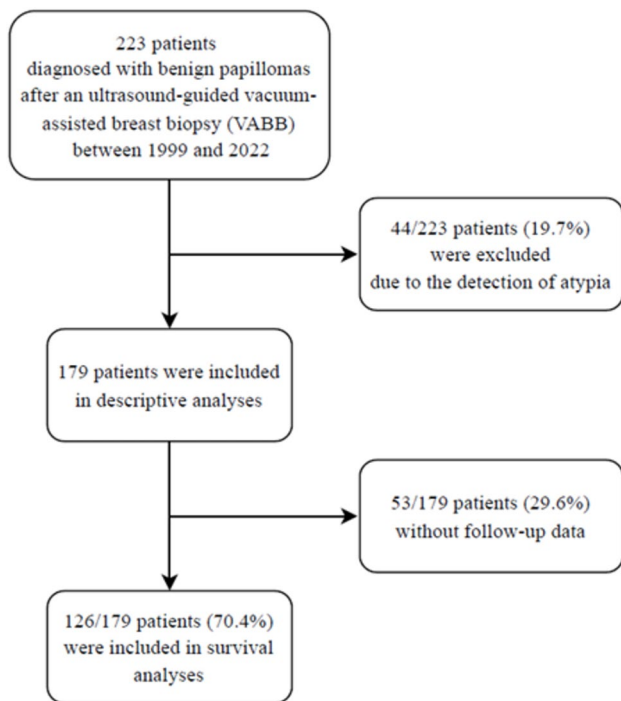 223 patients
diagnosed with benign papillomas
after an ultrasound-guided vacuum-
assisted breast biopsy (VABB)
between 1999 and 2022
44/223 patients (19.7%)
were excluded
due to the detection of atypia
179 patients were included
in descriptive analyses
53/179 patients (29.6%)
without follow-up data
126/179 patients (70.4%)
were included in survival
analyses